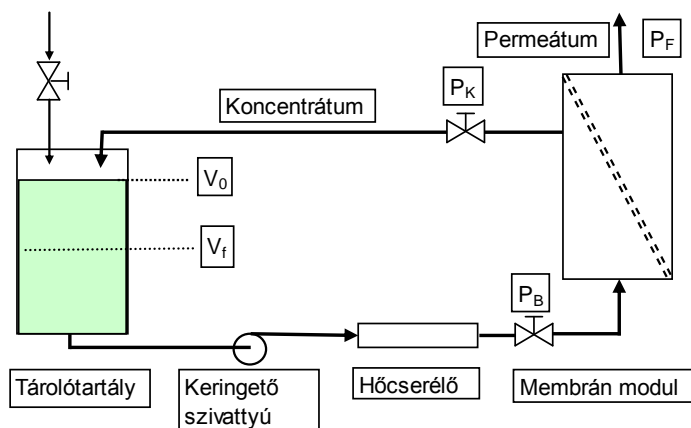 Permeátum
P_F
P_K
Koncentrátum
V_0
V_f
P_B
Tárolótartály
Keringető
szivattyú
Hőcserélő
Membrán modul